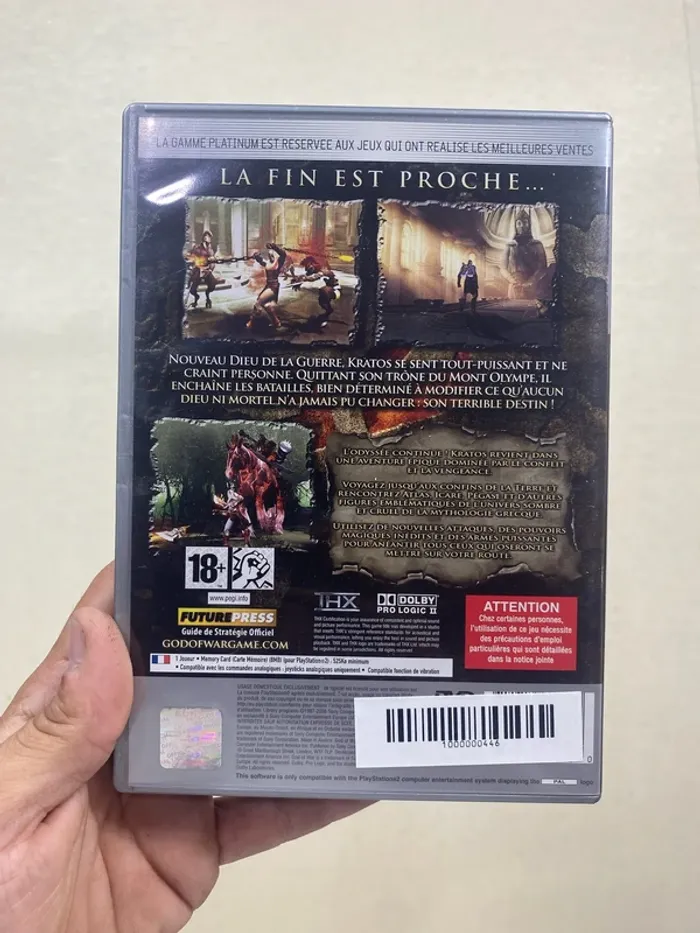 LA GAMME PLATINUM EST RESERVEE AUX JEUX QUI ONT REALISE LES MEILLEURES VENTES
LA FIN EST PROCHE...
NOUVEAU DIEU DE LA GUERRE, KRATOS SE SENT TOUT-PUISSANT ET NE
CRAINT PERSONNE. QUITTANT SON TRÔNE DU MONT OLYMPE, IL
ENCHAÎNE LES BATAILLES, BIEN DÉTERMINÉ À MODIFIER CE QU'AUCUN
DIEU NI MORTEL N'A JAMAIS PU CHANGER : SON TERRIBLE DESTIN !
L'ODYSSÉE CONTINUE ! KRATOS REVIENT DANS
UNE AVENTURE ÉPIQUE DOMINÉE PAR LE CONFLIT
ET LA VENGEANCE.
VOYAGEZ JUSQU'AUX CONFINS DE LA TERRE ET
RENCONTREZ ATLAS, ICARE, PÉGASE ET D'AUTRES
FIGURES EMBLÉMATIQUES DE L'UNIVERS SOMBRE
ET CRUEL DE LA MYTHOLOGIE GRECQUE.
UTILISEZ DE NOUVELLES ATTAQUES, DES POUVOIRS
MAGIQUES INÉDITS ET DES ARMES PUISSANTES
POUR ANÉANTIR TOUS CEUX QUI OSERONT SE
METTRE SUR VOTRE ROUTE.
18+
www.pegi.info
FUTUREPRESS
Guide de Stratégie Officiel
GODOFWARGAME.COM
THX
DOLBY
PRO LOGIC II
ATTENTION
Chez certaines personnes,
l'utilisation de ce jeu nécessite
des précautions d'emploi
particulières qui sont détaillées
dans la notice jointe
1 Joueur • Memory Card (Carte Mémoire) (8MB) (pour PlayStation2) : 525Ko minimum
• Compatible avec les commandes analogiques : joysticks analogiques uniquement • Compatible fonction de vibration
1000000446
This software is only compatible with the PlayStation2 computer entertainment system displaying the PAL logo